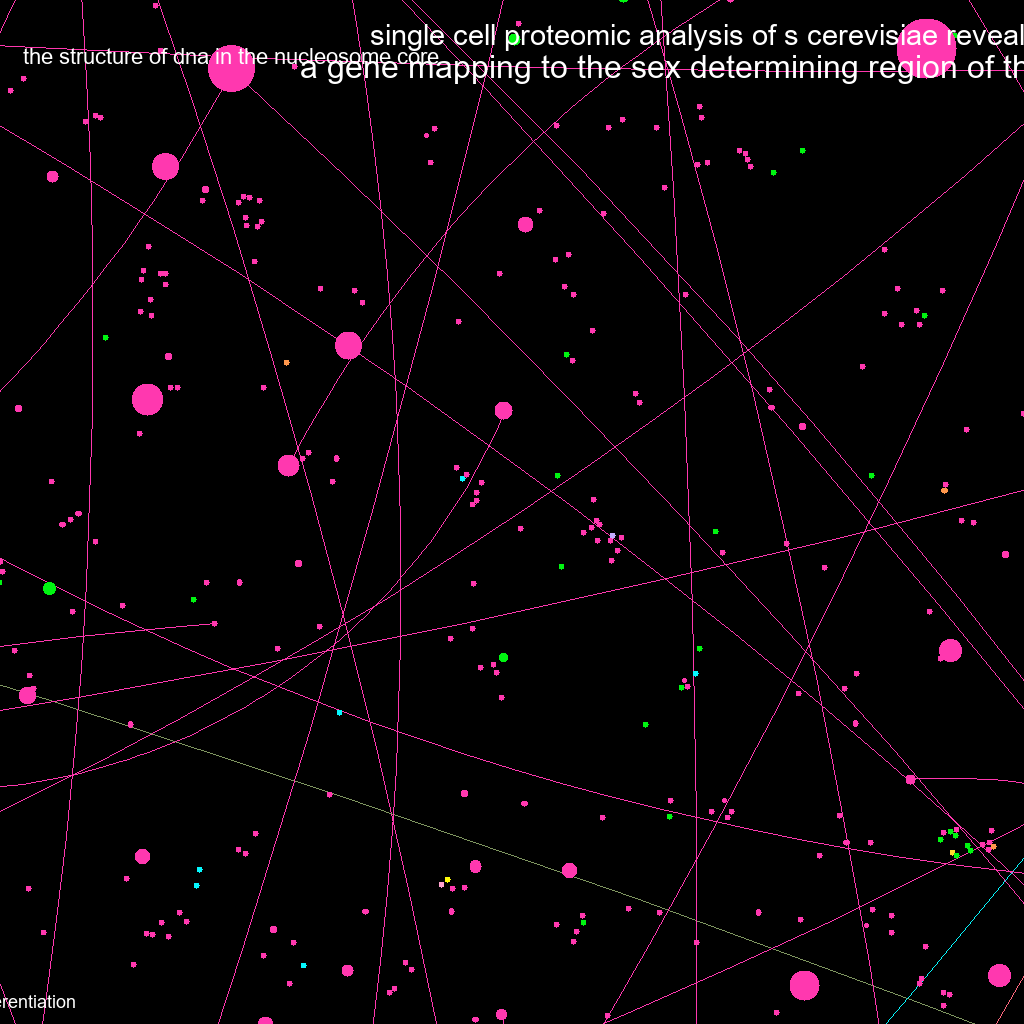 single cell proteomic analysis of s cerevisiae reveal
the structure of dna in the nucleosome core
a gene mapping to the sex determining region of th
erentiation